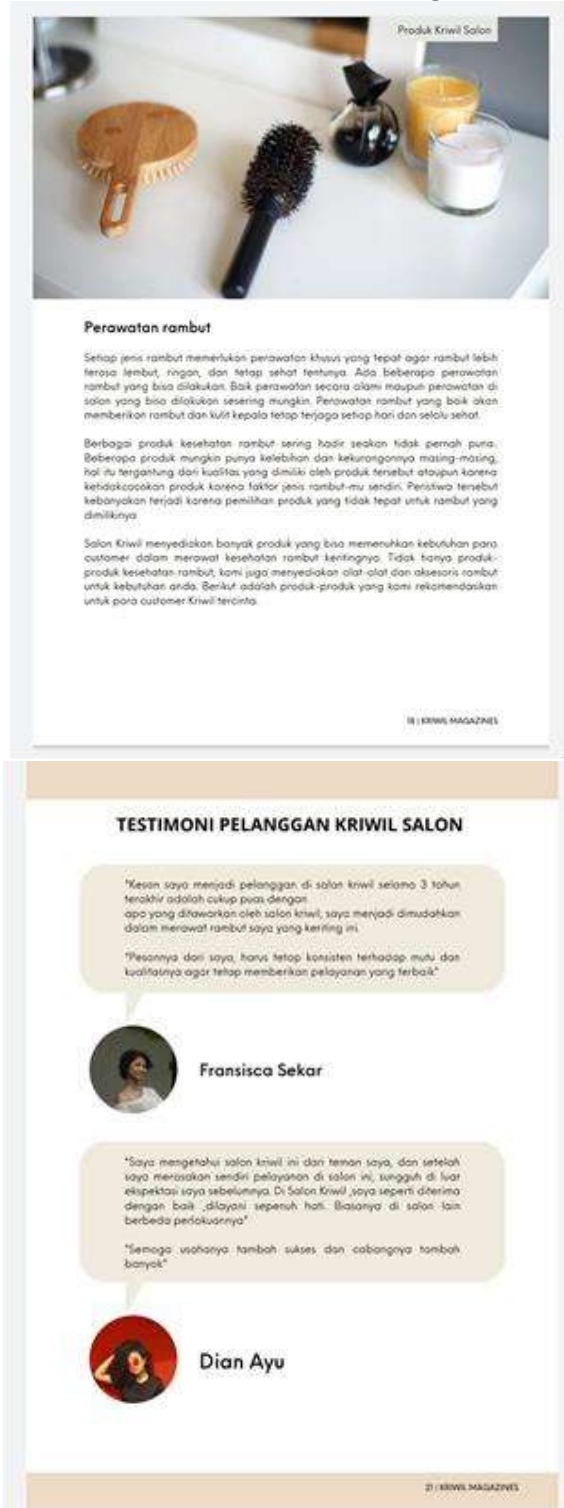 Produk Kriwil Salon
Perawatan rambut
Setiap jenis rambut memerlukan perawatan khusus yang tepat agar rambut lebih
terasa lembut, ringan, dan tetap sehat tentunya. Ada beberapa perawatan
rambut yang bisa dilakukan. Baik perawatan secara alami maupun perawatan di
salon yang bisa dilakukan sesering mungkin. Perawatan rambut yang baik akan
memberikan rambut dan kulit kepala tetap terjaga setiap hari dan selalu sehat.
Berbagai produk kesehatan rambut sering hadir seakan tidak pernah puna.
Beberapa produk mungkin punya kelebihan dan kekurangannya masing-masing,
hal itu tergantung dari kualitas yang dimiliki oleh produk tersebut ataupun karena
ketidakcocokan produk karena faktor jenis rambut-mu sendiri. Peristiwa tersebut
kebanyakan terjadi karena pemilihan produk yang tidak tepat untuk rambut yang
dimilikinya
Salon Kriwil menyediakan banyak produk yang bisa memenuhkan kebutuhan para
customer dalam merawat kesehatan rambut keritingnya. Tidak hanya produk-
produk kesehatan rambut, kami juga menyediakan alat-alat dan aksesoris rambut
untuk kebutuhan anda. Berikut adalah produk-produk yang kami rekomendasikan
untuk para customer Kriwil tercinta.
| KRIWIL MAGAZINES
TESTIMONI PELANGGAN KRIWIL SALON
"Kesan saya menjadi pelanggan di salon kriwil selama 3 tahun
terakhir adalah cukup puas dengan
apa yang ditawarkan oleh salon kriwil, saya menjadi dimudahkan
dalam merawat rambut saya yang keriting ini
"Pesannya dari saya, harus tetap konsisten terhadap mutu dan
kualitasnya agar tetap memberikan pelayanan yang terbaik"
Fransisca Sekar
"Saya mengetahui salon kriwil ini dari teman saya, dan setelah
saya merasakan sendiri pelayanan di salon ini, sungguh di luar
ekspektasi saya sebelumnya. Di Salon Kriwil ,saya seperti diterima
dengan baik ,dilayani sepenuh hati. Biasanya di salon lain
berbeda perlakuannya"
"Semoga usahanya tambah sukses dan cabangnya tambah
banyak"
Dian Ayu
21 | KRIWIL MAGAZINES